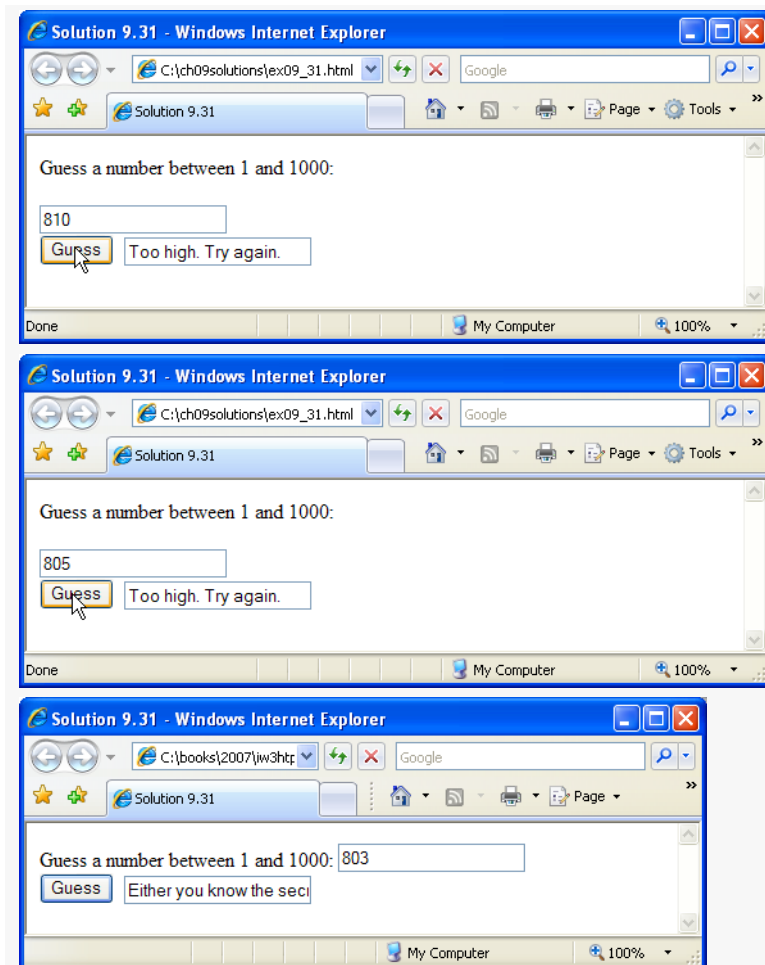 Solution 9.31 - Windows Internet Explorer
C:\ch09solutions\ex09_31.html Google
Solution 9.31 Page Tools »
Guess a number between 1 and 1000:
810
Guess Too high. Try again.
Done My Computer 100%
Solution 9.31 - Windows Internet Explorer
C:\ch09solutions\ex09_31.html Google
Solution 9.31 Page Tools »
Guess a number between 1 and 1000:
805
Guess Too high. Try again.
Done My Computer 100%
Solution 9.31 - Windows Internet Explorer
C:\books\2007\iw3htp Google
Solution 9.31 Page »
Guess a number between 1 and 1000: 803
Guess Either you know the secr
My Computer 100%